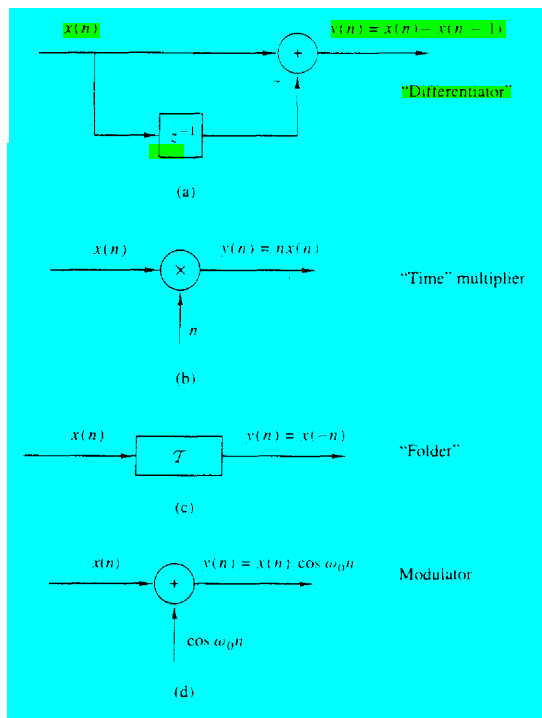 x(n)
y(n) = x(n) − x(n − 1)
+
−
"Differentiator"
z⁻¹
(a)
x(n)
y(n) = nx(n)
×
"Time" multiplier
n
(b)
x(n)
y(n) = x(−n)
𝒯
"Folder"
(c)
x(n)
y(n) = x(n) cos ω₀n
+
Modulator
cos ω₀n
(d)